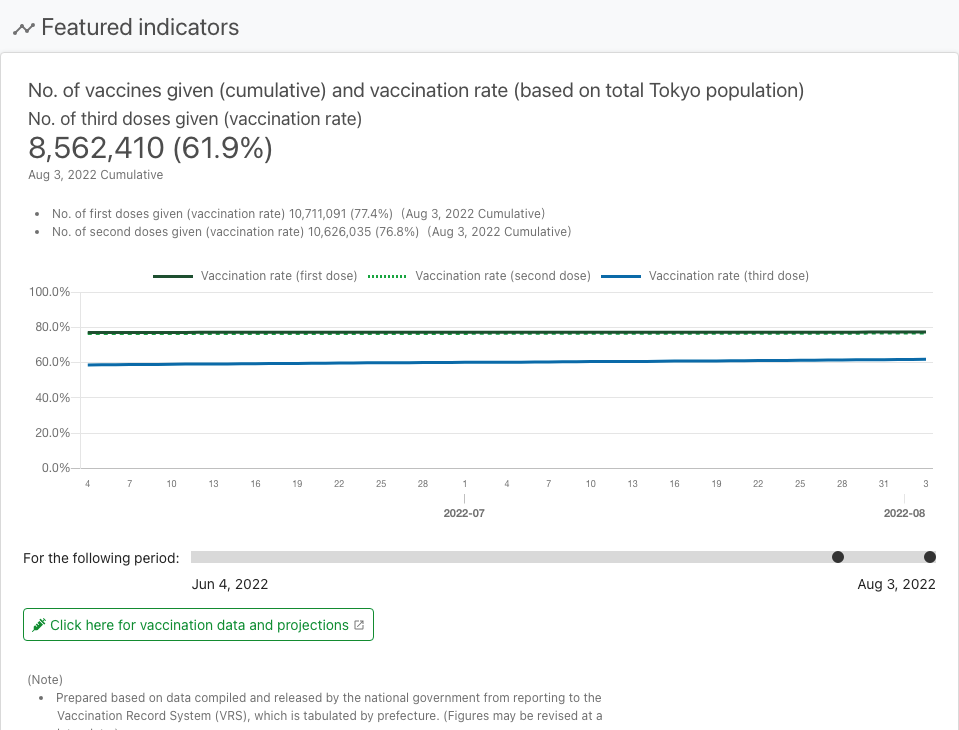 Featured indicators
No. of vaccines given (cumulative) and vaccination rate (based on total Tokyo population)
No. of third doses given (vaccination rate)
8,562,410 (61.9%)
Aug 3, 2022 Cumulative
• No. of first doses given (vaccination rate) 10,711,091 (77.4%) (Aug 3, 2022 Cumulative)
• No. of second doses given (vaccination rate) 10,626,035 (76.8%) (Aug 3, 2022 Cumulative)
Vaccination rate (first dose) Vaccination rate (second dose) Vaccination rate (third dose)
100.0%
80.0%
60.0%
40.0%
20.0%
0.0%
4 7 10 13 16 19 22 25 28 1 4 7 10 13 16 19 22 25 28 31 3
2022-07 2022-08
For the following period:
Jun 4, 2022 Aug 3, 2022
Click here for vaccination data and projections
(Note)
• Prepared based on data compiled and released by the national government from reporting to the
Vaccination Record System (VRS), which is tabulated by prefecture. (Figures may be revised at a